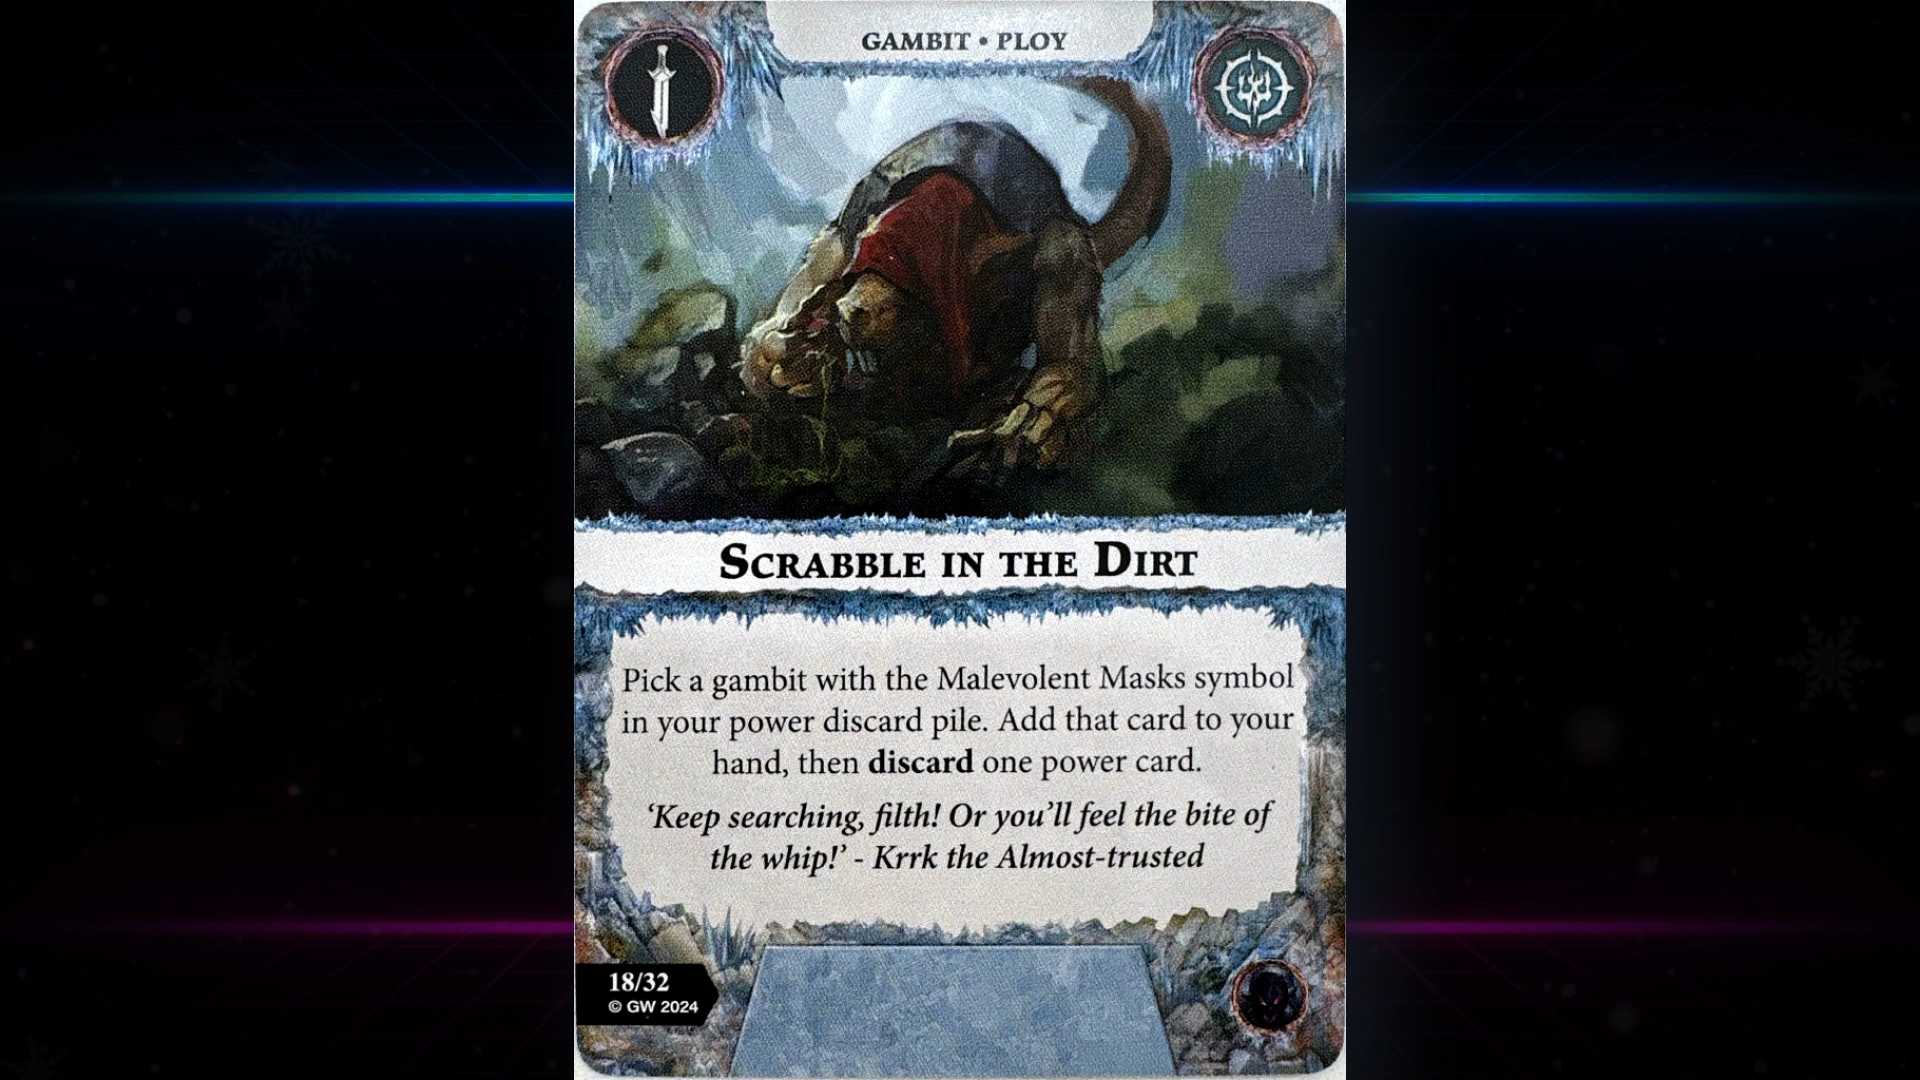 GAMBIT • PLOY
SCRABBLE IN THE DIRT
Pick a gambit with the Malevolent Masks symbol
in your power discard pile. Add that card to your
hand, then discard one power card.
‘Keep searching, filth! Or you’ll feel the bite of
the whip!’ - Krrk the Almost-trusted
18/32
© GW 2024